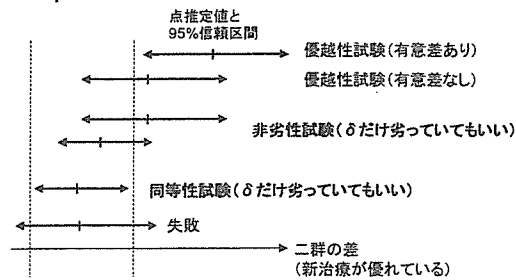 点推定値と
95%信頼区間
優越性試験(有意差あり)
優越性試験(有意差なし)
非劣性試験(δだけ劣っていてもいい)
同等性試験(δだけ劣っていてもいい)
失敗
二群の差
(新治療が優れている)